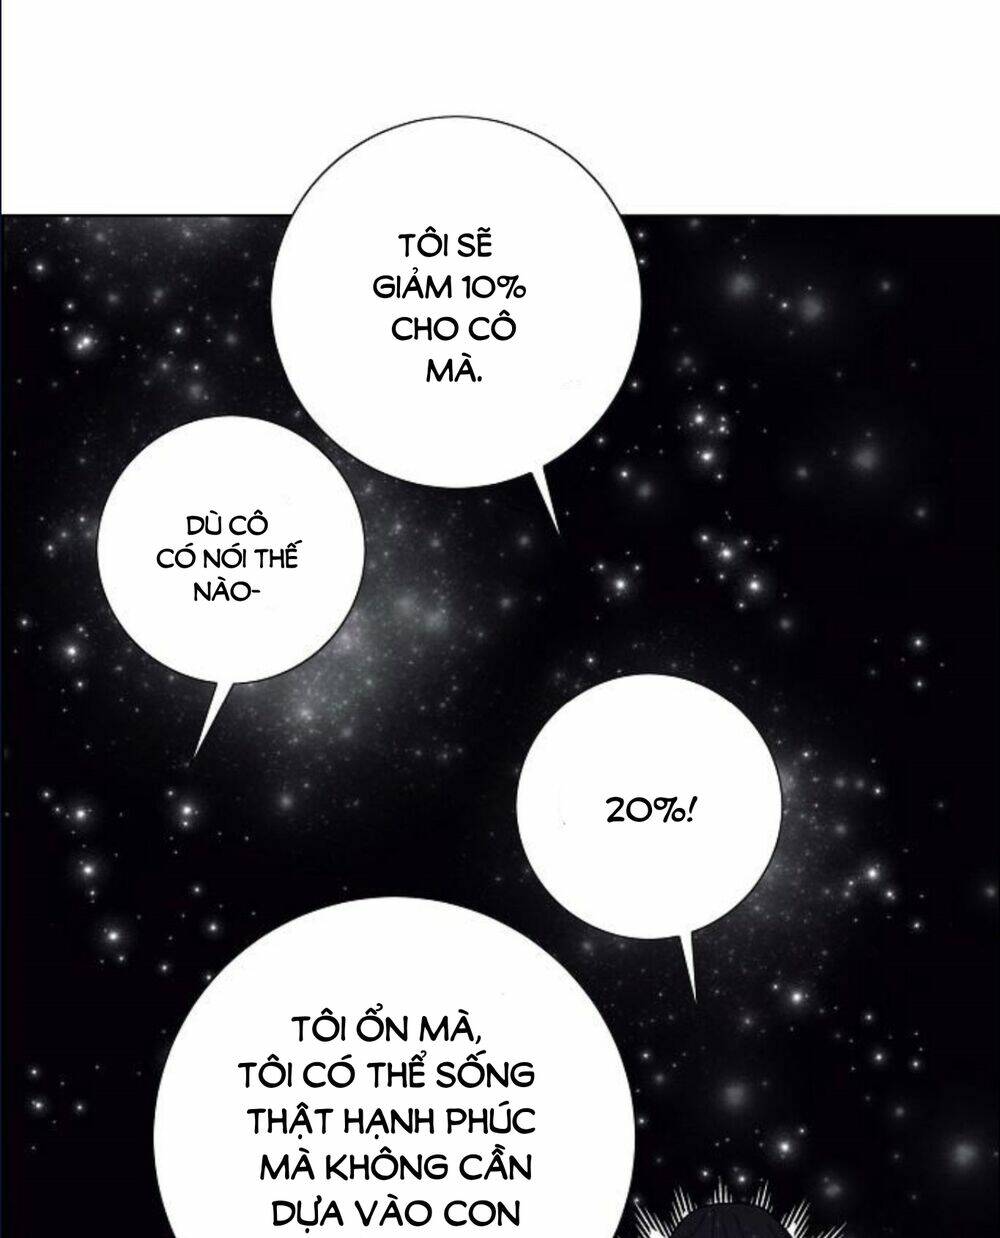 TÔI SẼ
GIẢM 10%
CHO CÔ
MÀ.
DÙ CÔ
CÓ NÓI THẾ
NÀO-
20%!
TÔI ỔN MÀ,
TÔI CÓ THỂ SỐNG
THẬT HẠNH PHÚC
MÀ KHÔNG CẦN
DỰA VÀO CON